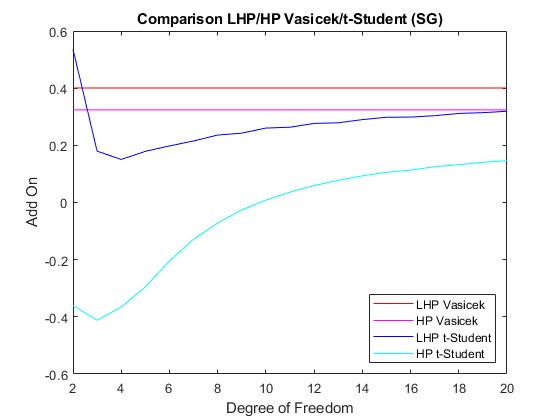 Comparison LHP/HP Vasicek/t-Student (SG)
0.6
0.4
0.2
0
-0.2
-0.4
-0.6
Add On
2 4 6 8 10 12 14 16 18 20
Degree of Freedom
LHP Vasicek
HP Vasicek
LHP t-Student
HP t-Student